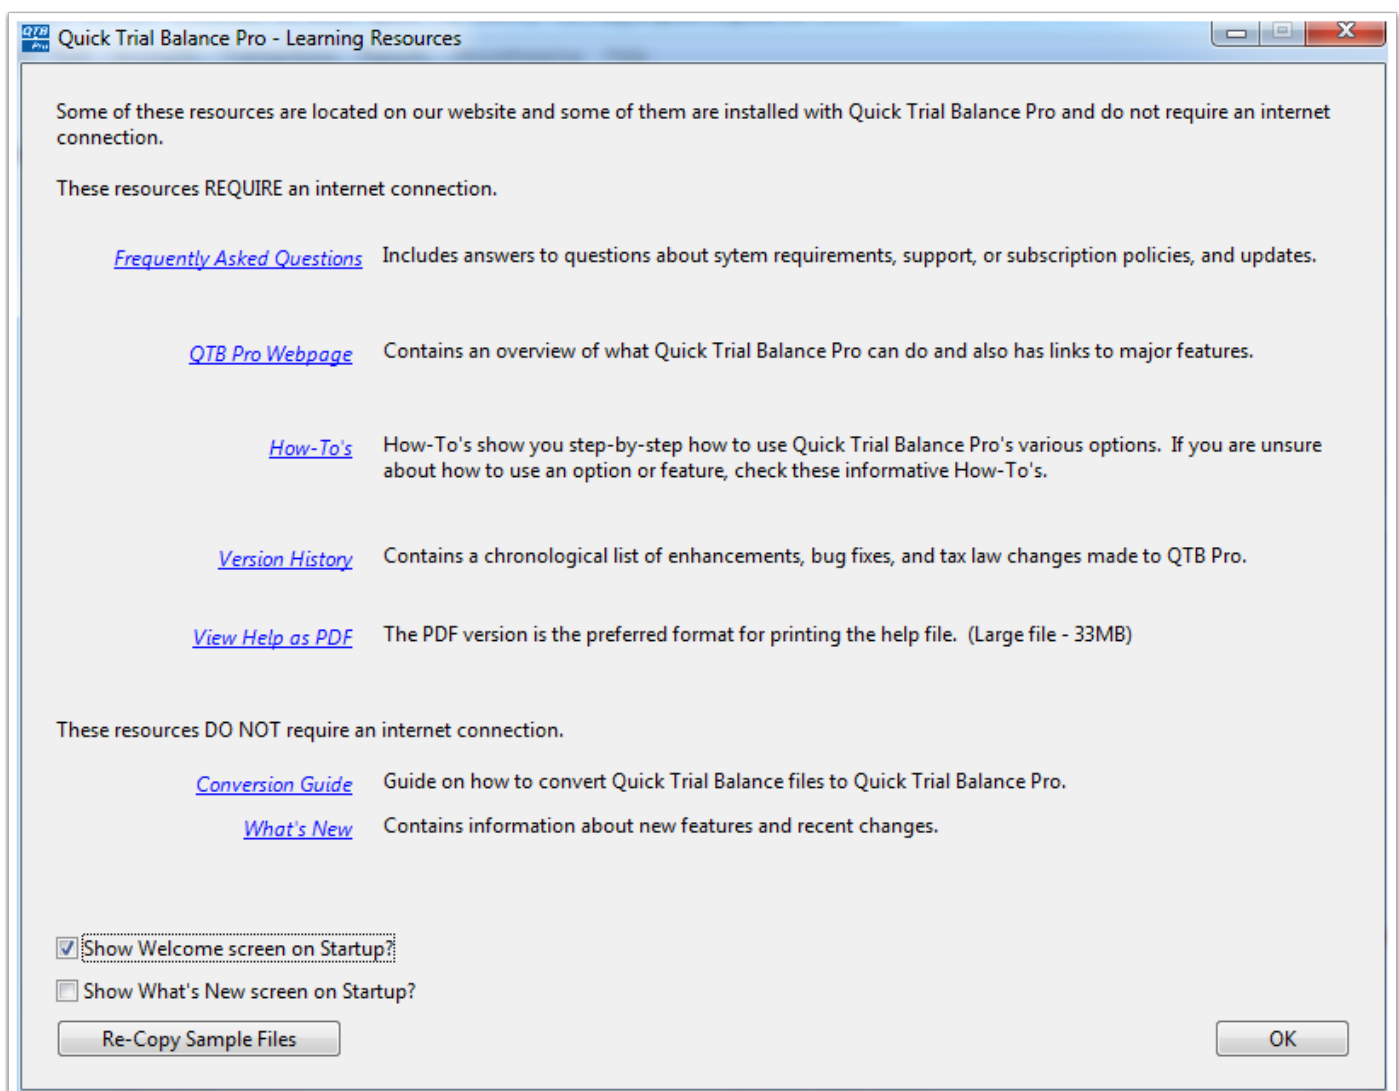 QTB
Pro
Quick Trial Balance Pro - Learning Resources
Some of these resources are located on our website and some of them are installed with Quick Trial Balance Pro and do not require an internet
connection.
These resources REQUIRE an internet connection.
Frequently Asked Questions Includes answers to questions about sytem requirements, support, or subscription policies, and updates.
QTB Pro Webpage Contains an overview of what Quick Trial Balance Pro can do and also has links to major features.
How-To's How-To's show you step-by-step how to use Quick Trial Balance Pro's various options. If you are unsure
about how to use an option or feature, check these informative How-To's.
Version History Contains a chronological list of enhancements, bug fixes, and tax law changes made to QTB Pro.
View Help as PDF The PDF version is the preferred format for printing the help file. (Large file - 33MB)
These resources DO NOT require an internet connection.
Conversion Guide Guide on how to convert Quick Trial Balance files to Quick Trial Balance Pro.
What's New Contains information about new features and recent changes.
Show Welcome screen on Startup?
Show What's New screen on Startup?
Re-Copy Sample Files OK